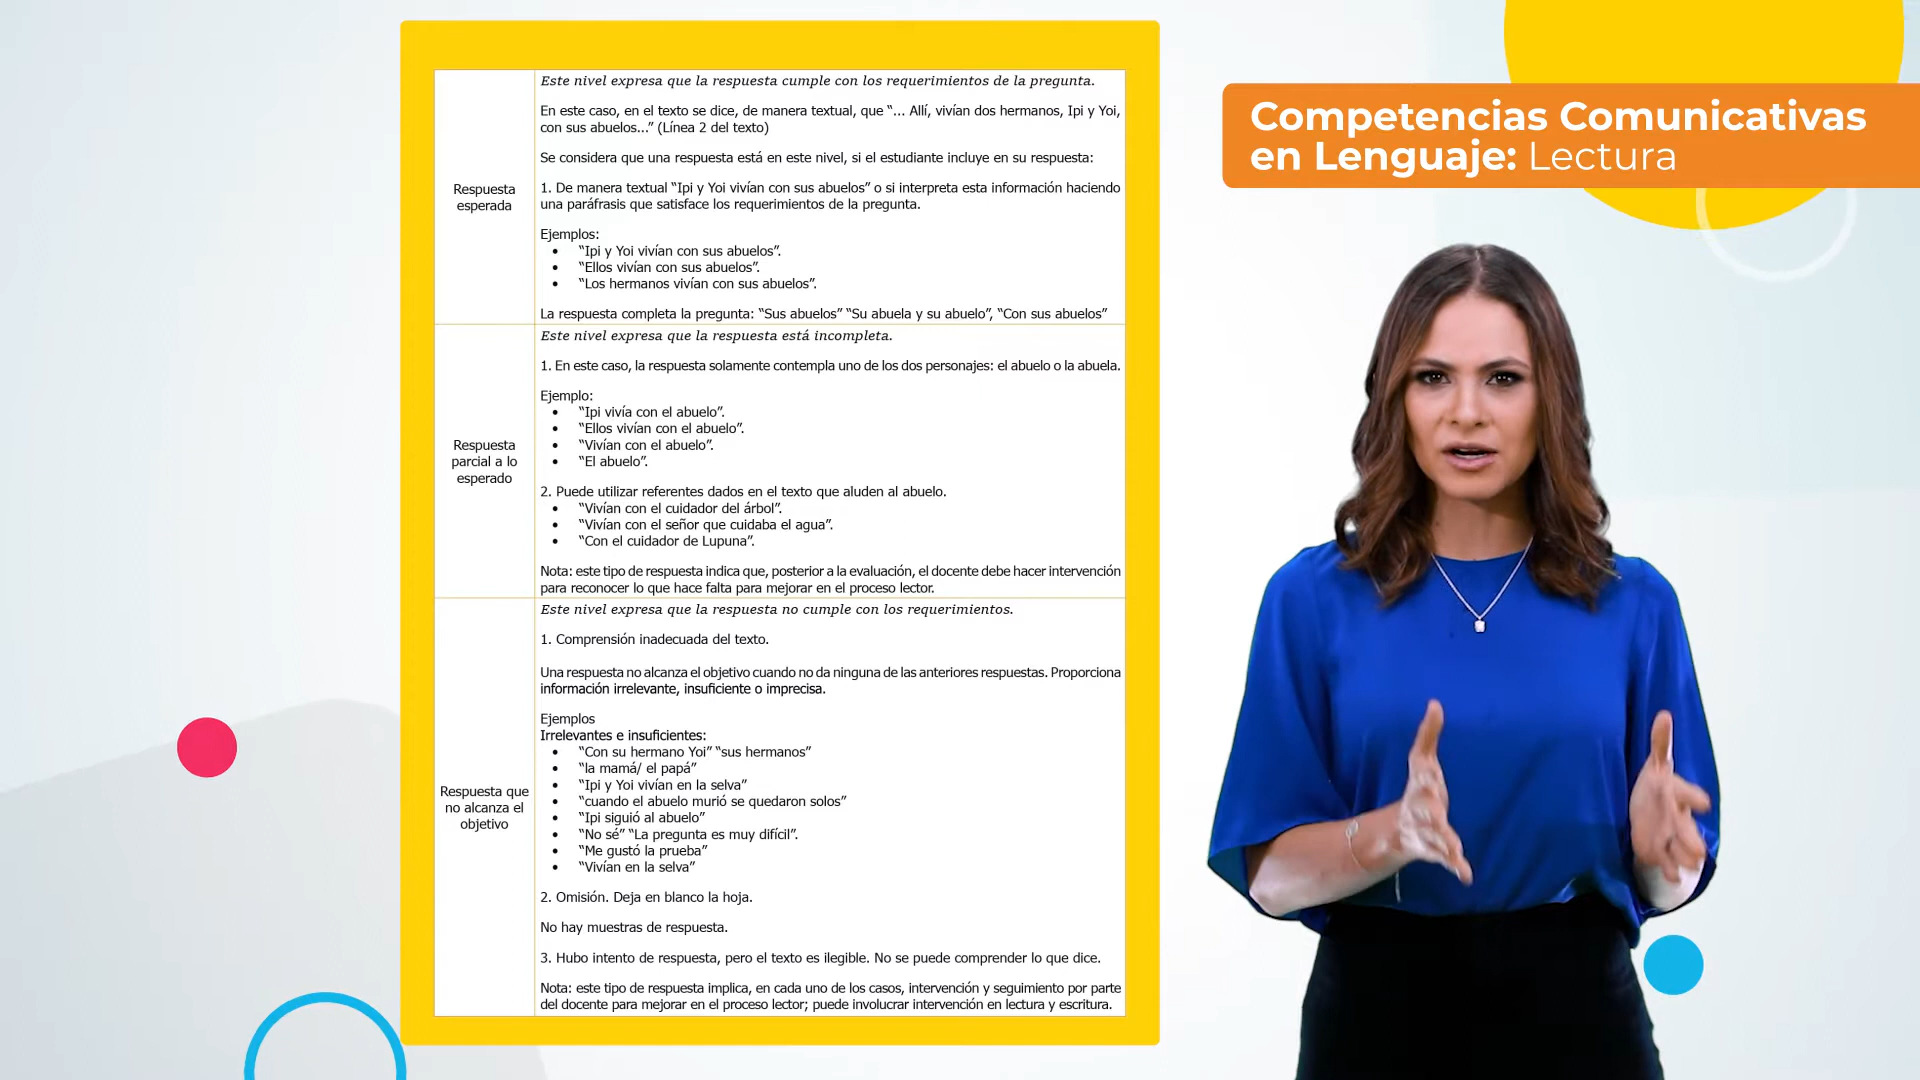 Competencias Comunicativas
en Lenguaje: Lectura
Respuesta
esperada
Este nivel expresa que la respuesta cumple con los requerimientos de la pregunta.
En este caso, en el texto se dice, de manera textual, que “... Allí, vivían dos hermanos, Ipi y Yoi,
con sus abuelos...” (Línea 2 del texto)
Se considera que una respuesta está en este nivel, si el estudiante incluye en su respuesta:
1. De manera textual “Ipi y Yoi vivían con sus abuelos” o si interpreta esta información haciendo
una paráfrasis que satisface los requerimientos de la pregunta.
Ejemplos:
• “Ipi y Yoi vivían con sus abuelos”.
• “Ellos vivían con sus abuelos”.
• “Los hermanos vivían con sus abuelos”.
La respuesta completa la pregunta: “Sus abuelos” “Su abuela y su abuelo”, “Con sus abuelos”
Respuesta
parcial a lo
esperado
Este nivel expresa que la respuesta está incompleta.
1. En este caso, la respuesta solamente contempla uno de los dos personajes: el abuelo o la abuela.
Ejemplo:
• “Ipi vivía con el abuelo”.
• “Ellos vivían con el abuelo”.
• “Vivían con el abuelo”.
• “El abuelo”.
2. Puede utilizar referentes dados en el texto que aluden al abuelo.
• “Vivían con el cuidador del árbol”.
• “Vivían con el señor que cuidaba el agua”.
• “Con el cuidador de Lupuna”.
Nota: este tipo de respuesta indica que, posterior a la evaluación, el docente debe hacer intervención
para reconocer lo que hace falta para mejorar en el proceso lector.
Respuesta que
no alcanza el
objetivo
Este nivel expresa que la respuesta no cumple con los requerimientos.
1. Comprensión inadecuada del texto.
Una respuesta no alcanza el objetivo cuando no da ninguna de las anteriores respuestas. Proporciona
información irrelevante, insuficiente o imprecisa.
Ejemplos
Irrelevantes e insuficientes:
• “Con su hermano Yoi” “sus hermanos”
• “la mamá/ el papá”
• “Ipi y Yoi vivían en la selva”
• “cuando el abuelo murió se quedaron solos”
• “Ipi siguió al abuelo”
• “No sé” “La pregunta es muy difícil”.
• “Me gustó la prueba”
• “Vivían en la selva”
2. Omisión. Deja en blanco la hoja.
No hay muestras de respuesta.
3. Hubo intento de respuesta, pero el texto es ilegible. No se puede comprender lo que dice.
Nota: este tipo de respuesta implica, en cada uno de los casos, intervención y seguimiento por parte
del docente para mejorar en el proceso lector; puede involucrar intervención en lectura y escritura.